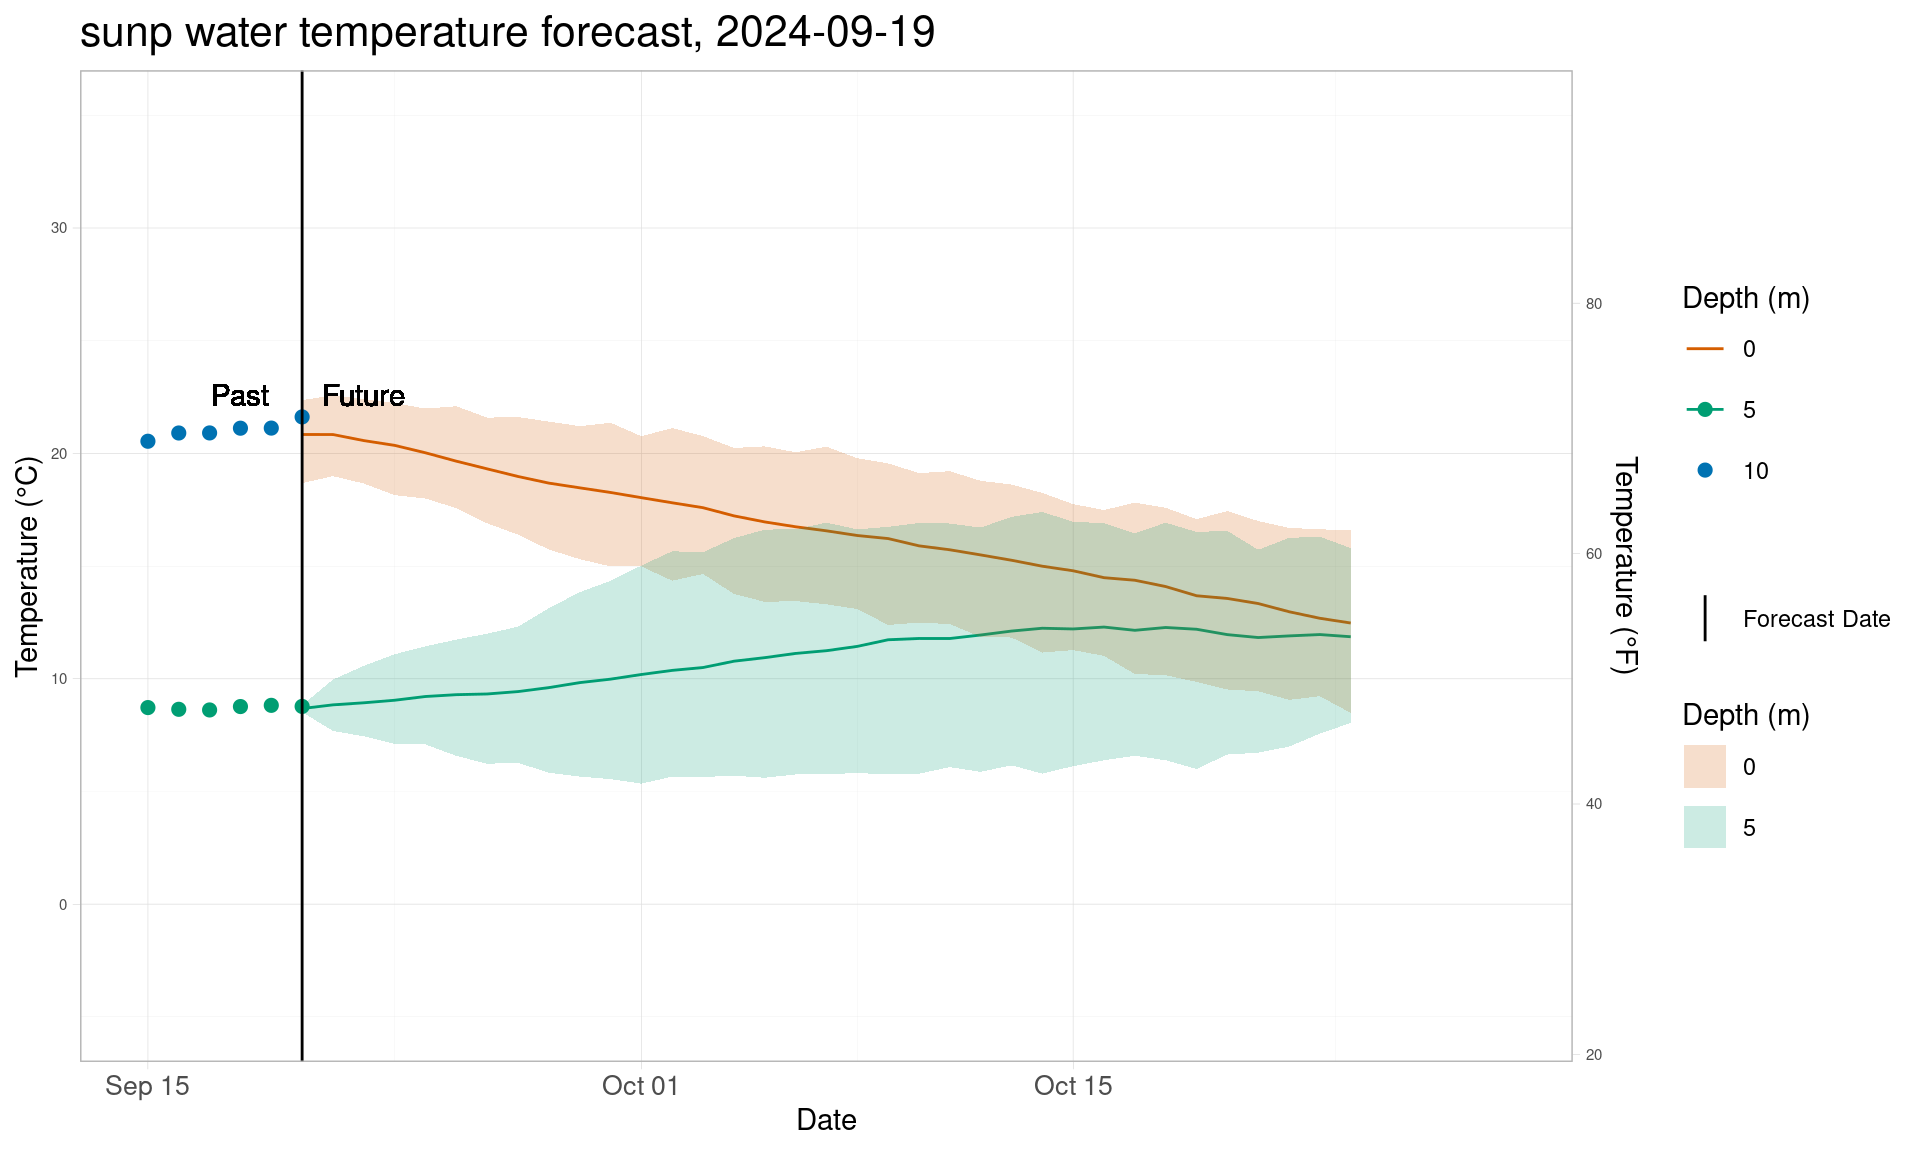 sunp water temperature forecast, 2024-09-19
Temperature (°C)
30
20
10
0
Past
Future
80
60
40
20
Temperature (°F)
Sep 15
Oct 01
Oct 15
Date
Depth (m)
0
5
10
Forecast Date
Depth (m)
0
5